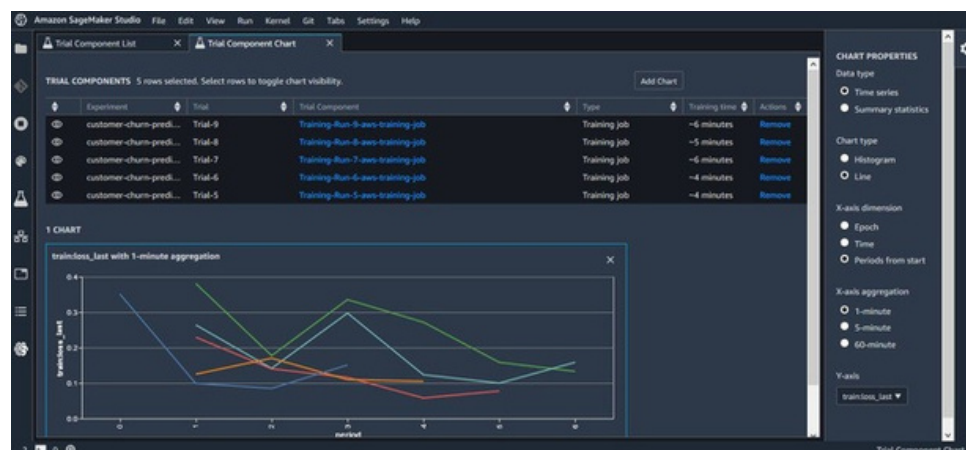 Amazon SageMaker Studio File Edit View Run Kernel Git Tabs Settings Help
Trial Component List × Trial Component Chart ×
TRIAL COMPONENTS 5 rows selected. Select rows to toggle chart visibility.
Add Chart
Experiment Trial Trial Component Type Training time Actions
customer-churn-predi... Trial-9 Training-Run-9-aws-training-job Training job ~6 minutes Remove
customer-churn-predi... Trial-8 Training-Run-8-aws-training-job Training job ~5 minutes Remove
customer-churn-predi... Trial-7 Training-Run-7-aws-training-job Training job ~6 minutes Remove
customer-churn-predi... Trial-6 Training-Run-6-aws-training-job Training job ~4 minutes Remove
customer-churn-predi... Trial-5 Training-Run-5-aws-training-job Training job ~4 minutes Remove
1 CHART
train:loss_last with 1-minute aggregation ×
train:loss_last
0.4
0.3
0.2
0.1
0.0
0 1 2 3 4
period
CHART PROPERTIES
Data type
Time series
Summary statistics
Chart type
Histogram
Line
X-axis dimension
Epoch
Time
Periods from start
X-axis aggregation
1-minute
5-minute
60-minute
Y-axis
train:loss_last
Trial Component Chart